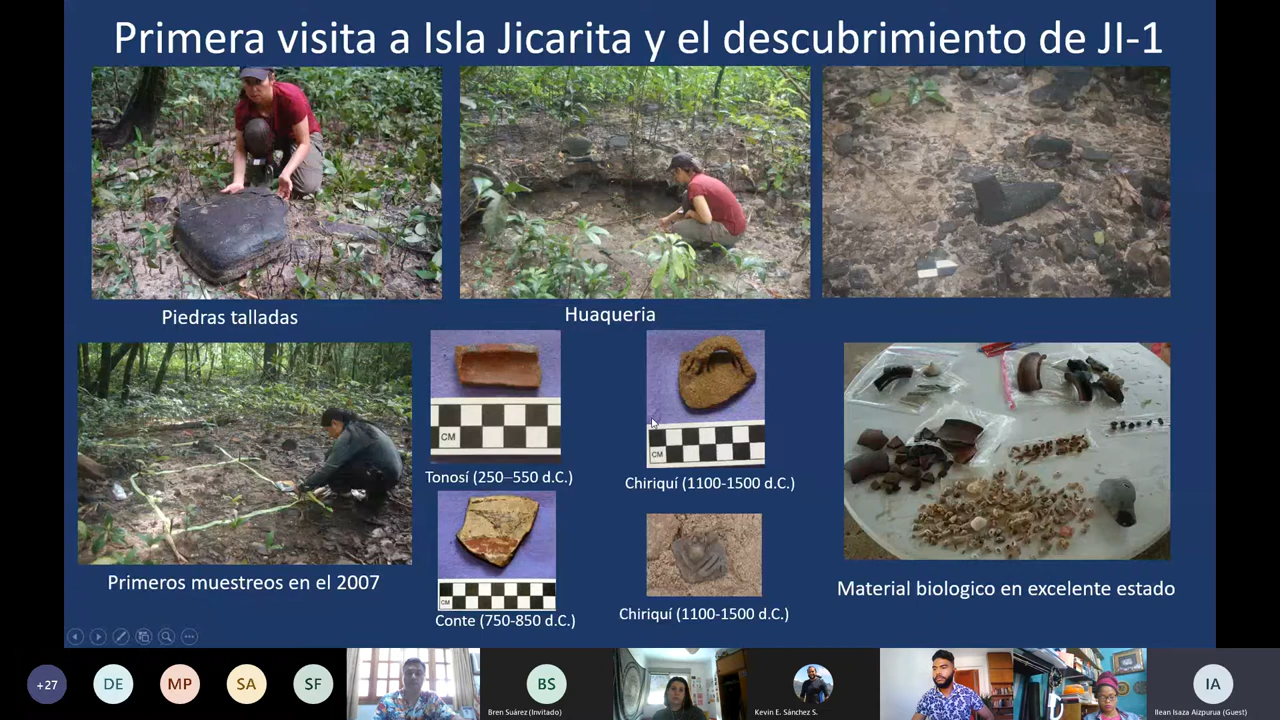 Primera visita a Isla Jicarita y el descubrimiento de JI-1
Piedras talladas
Huaqueria
CM
Tonosí (250–550 d.C.)
CM
Chiriquí (1100-1500 d.C.)
CM
Conte (750-850 d.C.)
Chiriquí (1100-1500 d.C.)
Primeros muestreos en el 2007
Material biologico en excelente estado
+27
DE
MP
SA
SF
BS
Bren Suárez (Invitado)
Kevin E. Sánchez S.
IA
Ilean Isaza Aizpurua (Guest)